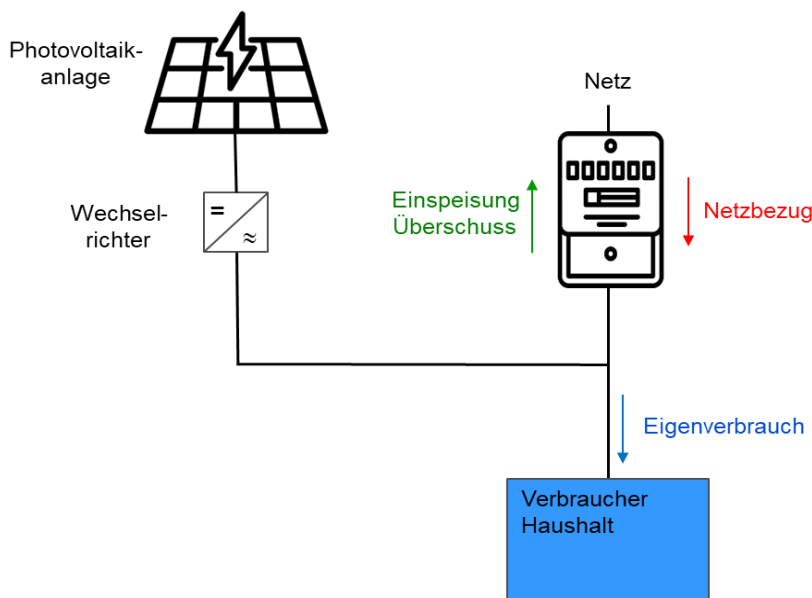 Photovoltaik-
anlage
Netz
Einspeisung
Überschuss
Netzbezug
Wechsel-
richter
=
≈
Eigenverbrauch
Verbraucher
Haushalt